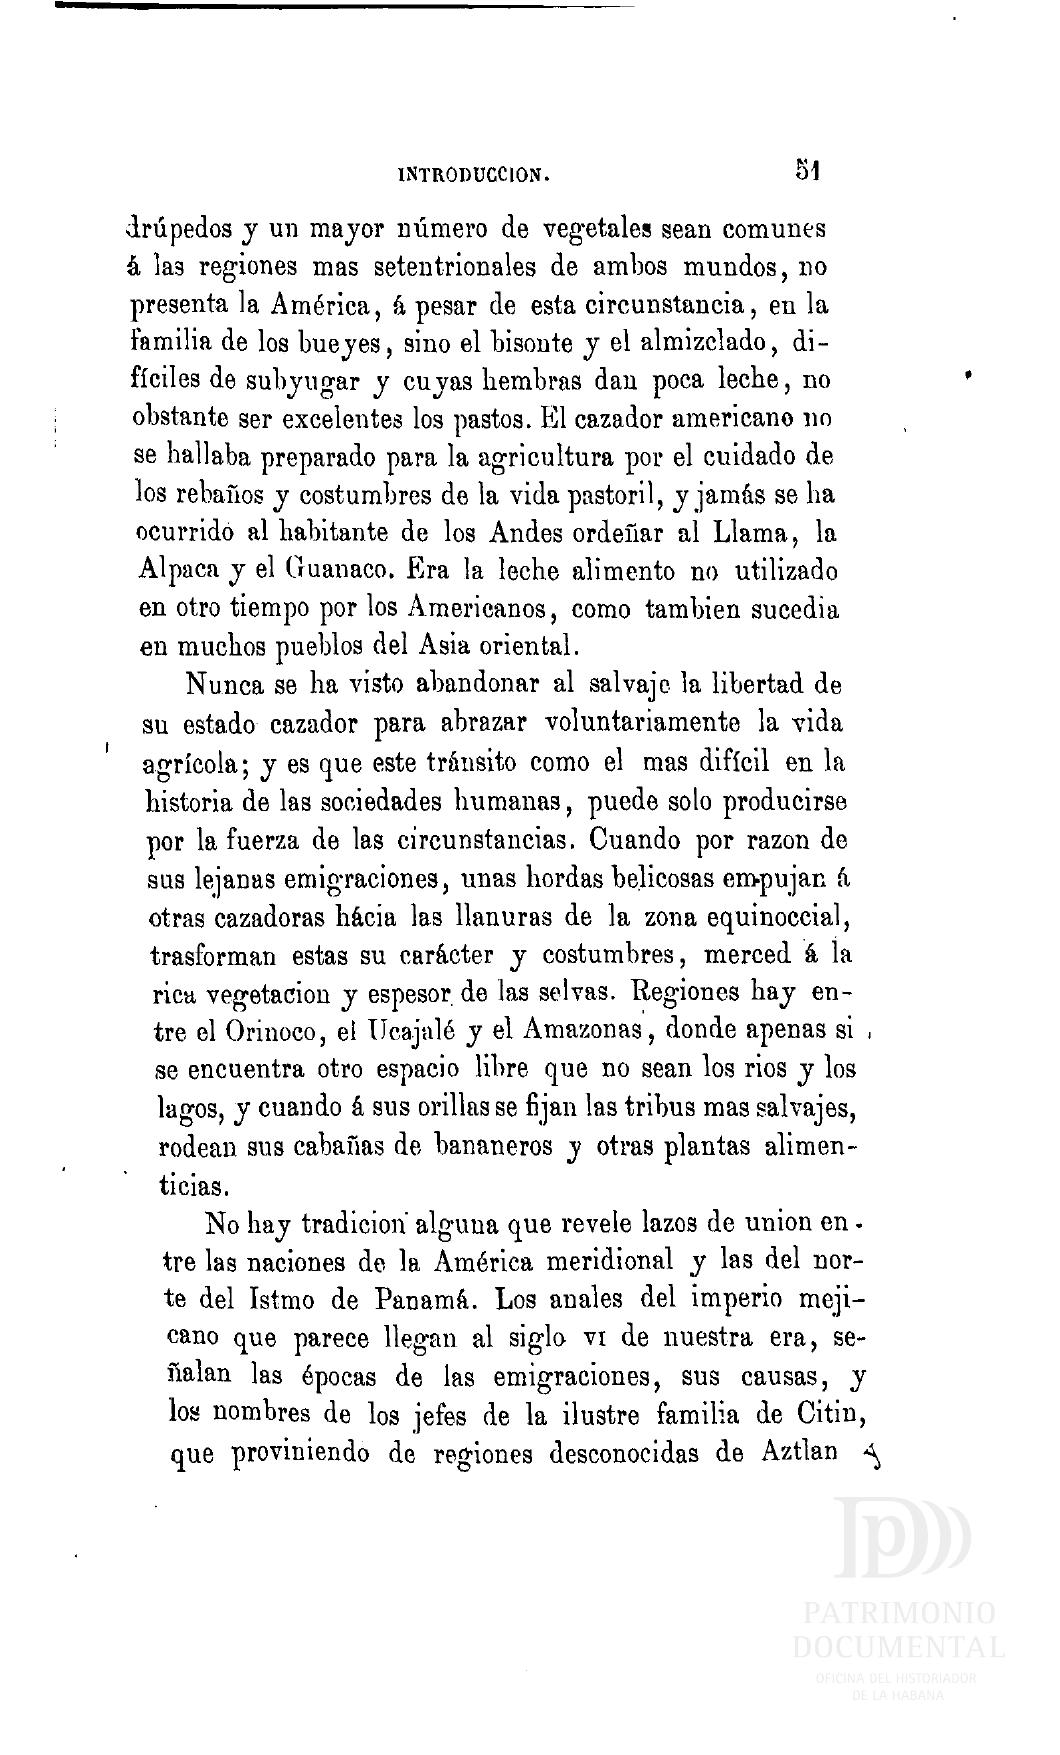 INTRODUCCION. 51
drúpedos y un mayor número de vegetales sean comunes
á las regiones mas setentrionales de ambos mundos, no
presenta la América, á pesar de esta circunstancia, en la
familia de los bueyes, sino el bisonte y el almizclado, di-
fíciles de subyugar y cuyas hembras dan poca leche, no
obstante ser excelentes los pastos. El cazador americano no
se hallaba preparado para la agricultura por el cuidado de
los rebaños y costumbres de la vida pastoril, y jamás se ha
ocurrido al habitante de los Andes ordeñar al Llama, la
Alpaca y el Guanaco. Era la leche alimento no utilizado
en otro tiempo por los Americanos, como tambien sucedia
en muchos pueblos del Asia oriental.
Nunca se ha visto abandonar al salvaje la libertad de
su estado cazador para abrazar voluntariamente la vida
agrícola; y es que este tránsito como el mas difícil en la
historia de las sociedades humanas, puede solo producirse
por la fuerza de las circunstancias. Cuando por razon de
sus lejanas emigraciones, unas hordas belicosas empujan á
otras cazadoras hácia las llanuras de la zona equinoccial,
trasforman estas su carácter y costumbres, merced á la
rica vegetacion y espesor de las selvas. Regiones hay en-
tre el Orinoco, el Ucajalé y el Amazonas, donde apenas si
se encuentra otro espacio libre que no sean los rios y los
lagos, y cuando á sus orillas se fijan las tribus mas salvajes,
rodean sus cabañas de bananeros y otras plantas alimen-
ticias.
No hay tradicion alguna que revele lazos de union en-
tre las naciones de la América meridional y las del nor-
te del Istmo de Panamá. Los anales del imperio meji-
cano que parece llegan al siglo VI de nuestra era, se-
ñalan las épocas de las emigraciones, sus causas, y
los nombres de los jefes de la ilustre familia de Citin,
que proviniendo de regiones desconocidas de Aztlan á
PATRIMONIO
DOCUMENTAL
OFICINA DEL HISTORIADOR
DE LA HABANA